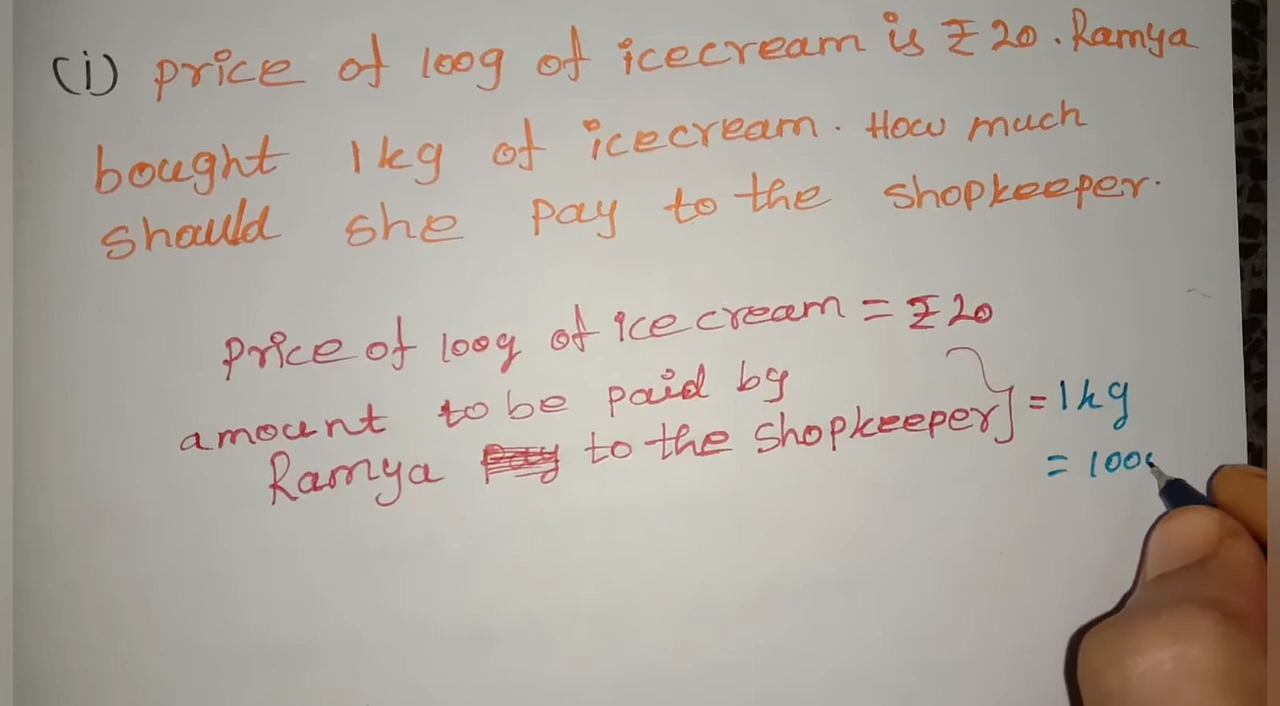 (i) price of 100g of icecream is ₹20. Ramya
bought 1kg of icecream. How much
should she pay to the shopkeeper.
Price of 100g of ice cream = ₹20
amount to be paid by
Ramya to the shopkeeper] = 1kg
= 1000